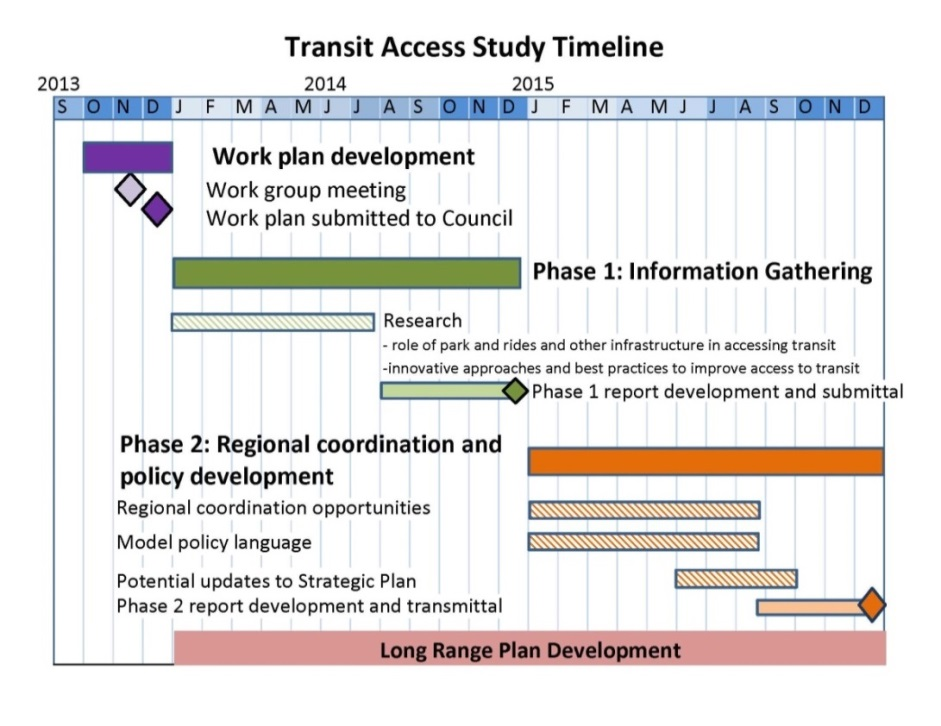 Transit Access Study Timeline
2013 2014 2015
S O N D J F M A M J J A S O N D J F M A M J J A S O N D
Work plan development
Work group meeting
Work plan submitted to Council
Phase 1: Information Gathering
Research
- role of park and rides and other infrastructure in accessing transit
-innovative approaches and best practices to improve access to transit
Phase 1 report development and submittal
Phase 2: Regional coordination and
policy development
Regional coordination opportunities
Model policy language
Potential updates to Strategic Plan
Phase 2 report development and transmittal
Long Range Plan Development